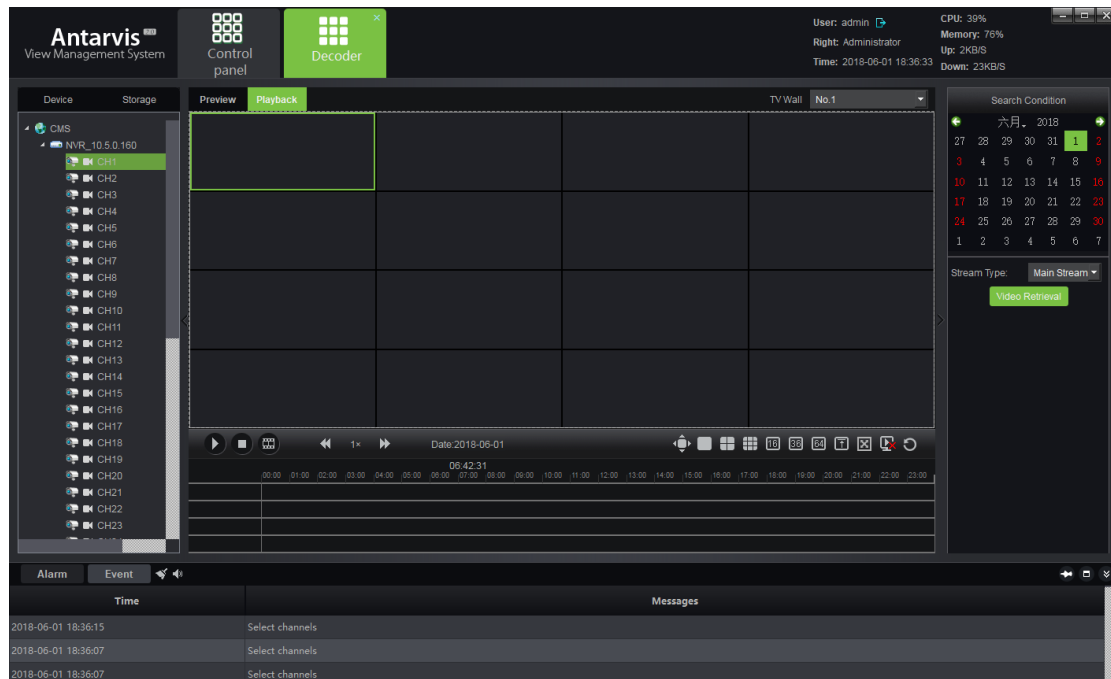 Antarvis 2.0
View Management System
Control
panel
Decoder
User: admin
Right: Administrator
Time: 2018-06-01 18:36:33
CPU: 39%
Memory: 76%
Up: 2KB/S
Down: 23KB/S
Device Storage
CMS
NVR_10.5.0.160
CH1
CH2
CH3
CH4
CH5
CH6
CH7
CH8
CH9
CH10
CH11
CH12
CH13
CH14
CH15
CH16
CH17
CH18
CH19
CH20
CH21
CH22
CH23
Preview Playback TV Wall No.1
1× Date:2018-06-01 16 36 64
06:42:31
00:00 01:00 02:00 03:00 04:00 05:00 06:00 07:00 08:00 09:00 10:00 11:00 12:00 13:00 14:00 15:00 16:00 17:00 18:00 19:00 20:00 21:00 22:00 23:00
Search Condition
六月, 2018
27 28 29 30 31 1 2
3 4 5 6 7 8 9
10 11 12 13 14 15 16
17 18 19 20 21 22 23
24 25 26 27 28 29 30
1 2 3 4 5 6 7
Stream Type: Main Stream
Video Retrieval
Alarm Event
Time Messages
2018-06-01 18:36:15 Select channels
2018-06-01 18:36:07 Select channels
2018-06-01 18:36:07 Select channels